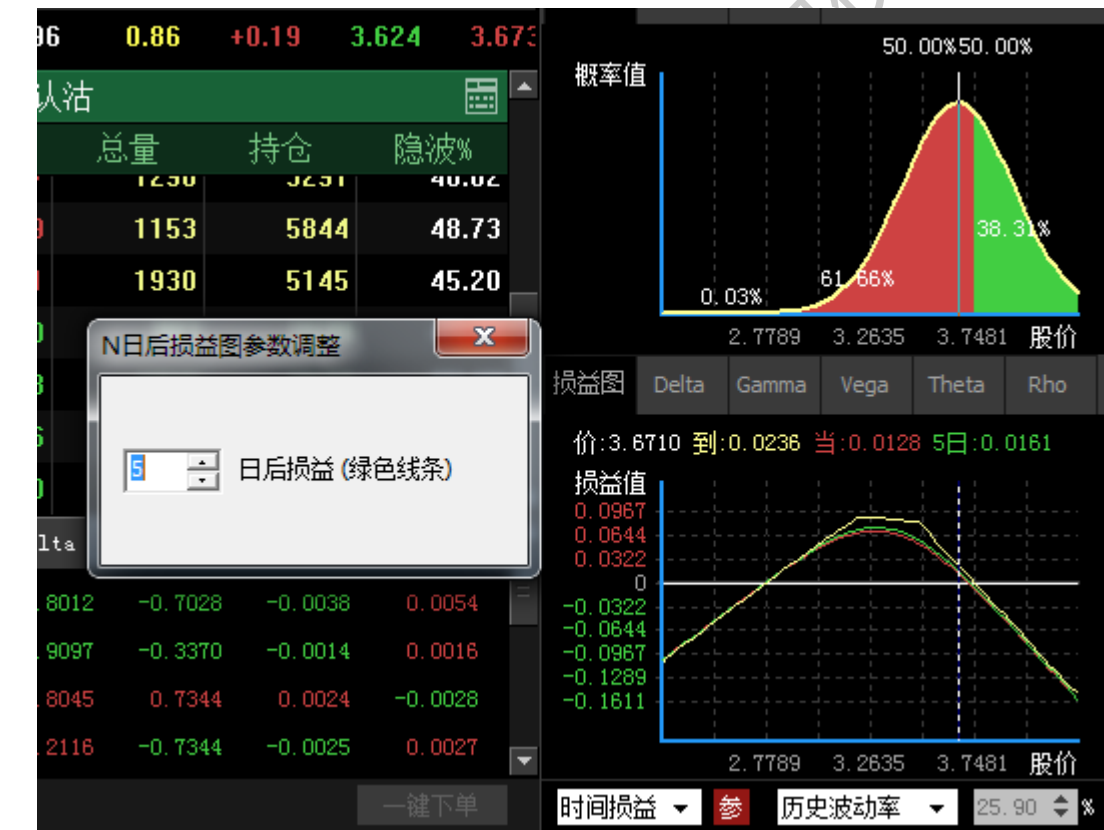 96 0.86 +0.19 3.624 3.673
认沽
总量 持仓 隐波%
1153 5844 48.73
1930 5145 45.20
N日后损益图参数调整
5 日后损益(绿色线条)
lta
.8012 -0.7028 -0.0038 0.0054
.9097 -0.3370 -0.0014 0.0016
.8045 0.7344 0.0024 -0.0028
.2116 -0.7344 -0.0025 0.0027
一键下单
50.00%50.00%
概率值
38.31%
61.66%
0.03%
2.7789 3.2635 3.7481 股价
损益图 Delta Gamma Vega Theta Rho
价:3.6710 到:0.0236 当:0.0128 5日:0.0161
损益值
0.0967
0.0644
0.0322
0
-0.0322
-0.0644
-0.0967
-0.1289
-0.1611
2.7789 3.2635 3.7481 股价
时间损益 参 历史波动率 25.90 %